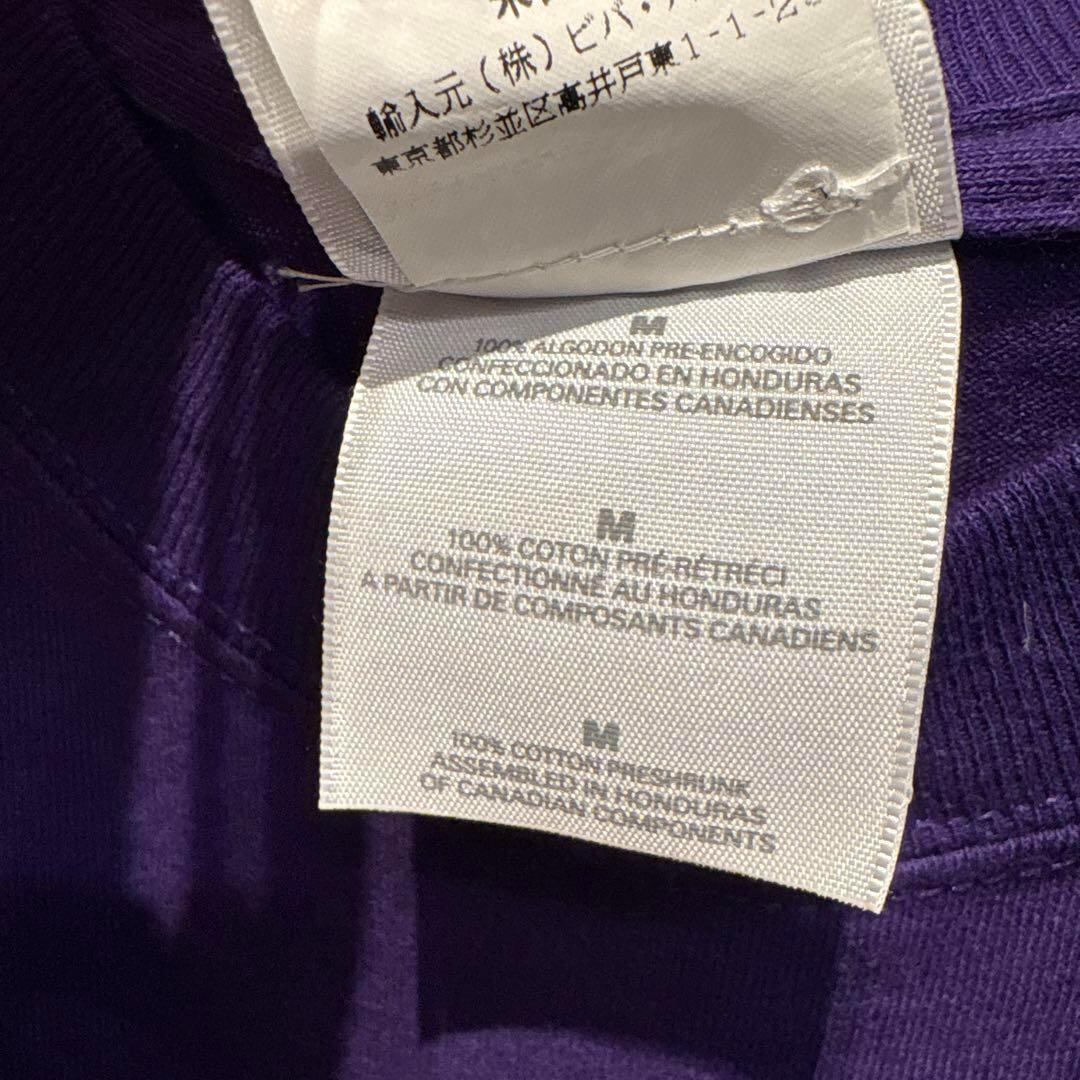 輸入元(株)ビバ・
東京都杉並区高井戸東1-1-2
M
100% ALGODON PRE-ENCOGIDO
CONFECCIONADO EN HONDURAS
CON COMPONENTES CANADIENSES
M
100% COTON PRÉ-RÉTRÉCI
CONFECTIONNÉ AU HONDURAS
A PARTIR DE COMPOSANTS CANADIENS
M
100% COTTON PRESHRUNK
ASSEMBLED IN HONDURAS
OF CANADIAN COMPONENTS